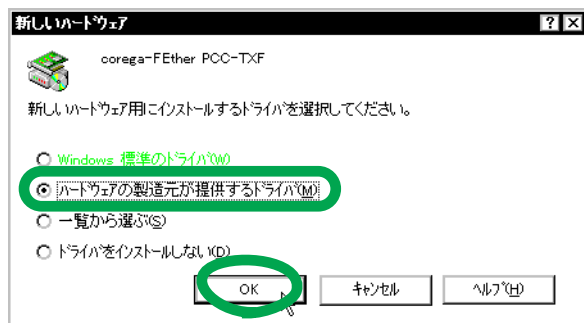 新しいﾊｰﾄﾞｳｪｱ
corega-FEther PCC-TXF
新しいﾊｰﾄﾞｳｪｱ用にｲﾝｽﾄｰﾙするﾄﾞﾗｲﾊﾞを選択してください。
Windows 標準のﾄﾞﾗｲﾊﾞ(W)
ﾊｰﾄﾞｳｪｱの製造元が提供するﾄﾞﾗｲﾊﾞ(M)
一覧から選ぶ(S)
ﾄﾞﾗｲﾊﾞをｲﾝｽﾄｰﾙしない(D)
OK
ｷｬﾝｾﾙ
ﾍﾙﾌﾟ(H)